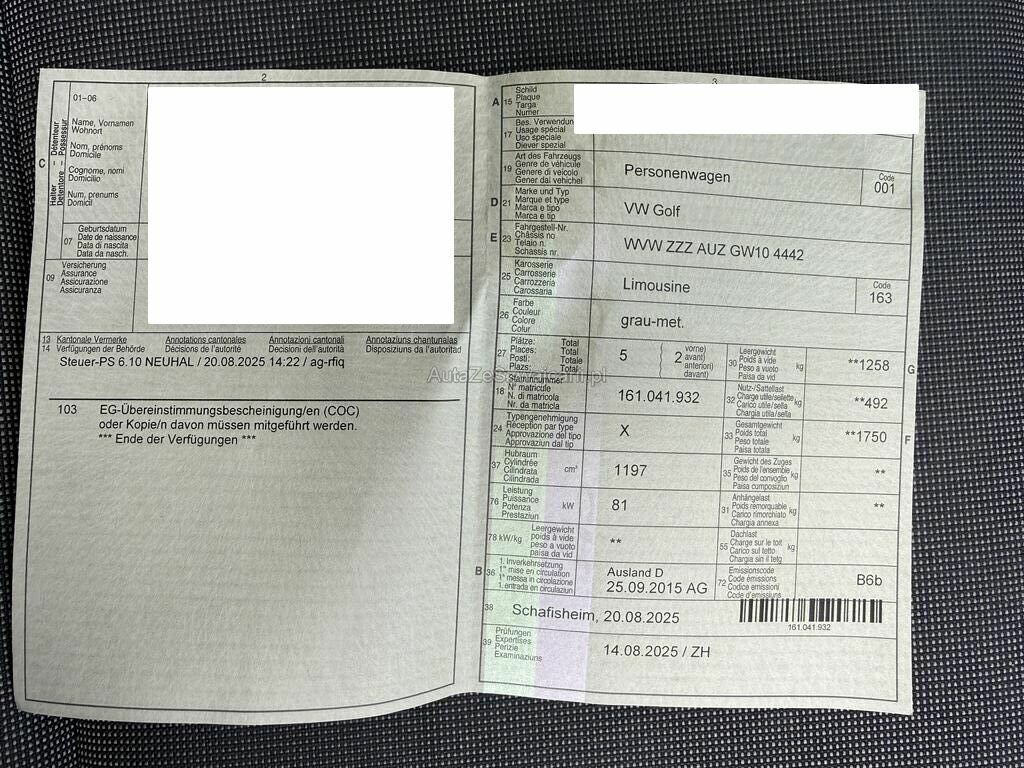 2
01–06
Name, Vornamen
Wohnort
Nom, prénoms
Domicile
Cognome, nomi
Domicilio
Num, prenums
Domicil
C
Halter – Détenteur
Detentore – Possessur
07
Geburtsdatum
Date de naissance
Data di nascita
Data da nasch.
09
Versicherung
Assurance
Assicurazione
Assicuranza
13 Kantonale Vermerke Annotations cantonales Annotazioni cantonali Annotaziuns chantunalas
14 Verfügungen der Behörde Décisions de l'autorité Decisioni dell'autorità Disposiziuns da l'autoritad
Steuer-PS 6.10 NEUHAL / 20.08.2025 14:22 / ag-rfiq
103 EG-Übereinstimmungsbescheinigung/en (COC)
oder Kopie/n davon müssen mitgeführt werden.
*** Ende der Verfügungen ***
3
A 15
Schild
Plaque
Targa
Numer
17
Bes. Verwendun
Usage spécial
Uso speciale
Diever spezial
19
Art des Fahrzeugs
Genre de véhicule
Genere di veicolo
Gener dal vehichel
Personenwagen
Code
001
D 21
Marke und Typ
Marque et type
Marca e tipo
Marca e tip
VW Golf
E 23
Fahrgestell-Nr.
Châssis no
Telaio n.
Schassis nr.
WVW ZZZ AUZ GW10 4442
25
Karosserie
Carrosserie
Carrozzeria
Carossaria
Limousine
Code
163
26
Farbe
Couleur
Colore
Colur
grau-met.
27
Plätze: Total
Places: Total
Posti: Totale
Plazs: Total
5
2
vorne)
avant)
anteriori)
davant)
30
Leergewicht
Poids à vide
Peso a vuoto
Paisa da vid
kg
**1258
G
18
Stammnummer
N° matricule
N. di matricola
Nr. da matricla
161.041.932
32
Nutz-/Sattellast
Charge utile/sellette
Carico utile/sella
Chargia utila/sella
kg
**492
24
Typengenehmigung
Réception par type
Approvazione del tipo
Approvaziun dal tip
X
33
Gesamtgewicht
Poids total
Peso totale
Paisa totala
kg
**1750
F
37
Hubraum
Cylindrée
Cilindrata
Cilindrada
cm³
1197
35
Gewicht des Zuges
Poids de l'ensemble
Peso del convoglio
Paisa cumposiziun
kg
**
76
Leistung
Puissance
Potenza
Prestaziun
kW
81
31
Anhängelast
Poids remorquable
Carico rimorchiato
Chargia annexa
kg
**
78 kW/kg
Leergewicht
poids à vide
peso a vuoto
paisa da vid
**
55
Dachlast
Charge sur le toit
Carico sul tetto
Chargia sin il tetg
kg
B 36
1. Inverkehrsetzung
1re mise en circulation
1a messa in circolazione
1. entrada en circulaziun
Ausland D
25.09.2015 AG
72
Emissionscode
Code émissions
Codice emissioni
Code d'emissiuns
B6b
38
Schafisheim, 20.08.2025
161.041.932
39
Prüfungen
Expertises
Perizie
Examinaziuns
14.08.2025 / ZH
AutaZeSzwajcarii.pl